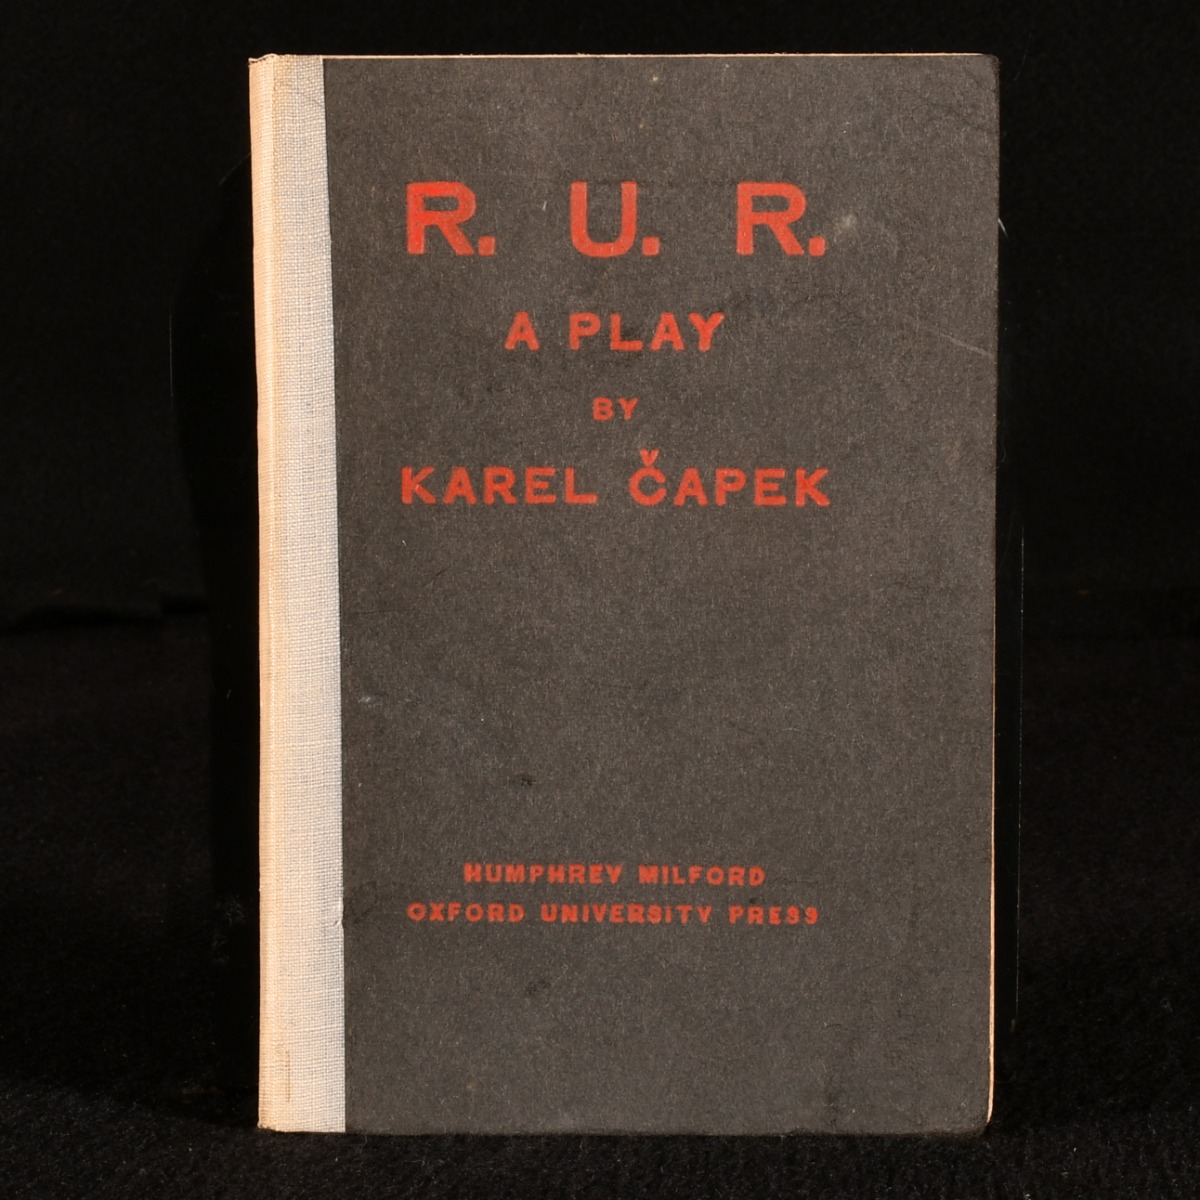 R. U. R.
A PLAY
BY
KAREL ČAPEK
HUMPHREY MILFORD
OXFORD UNIVERSITY PRESS